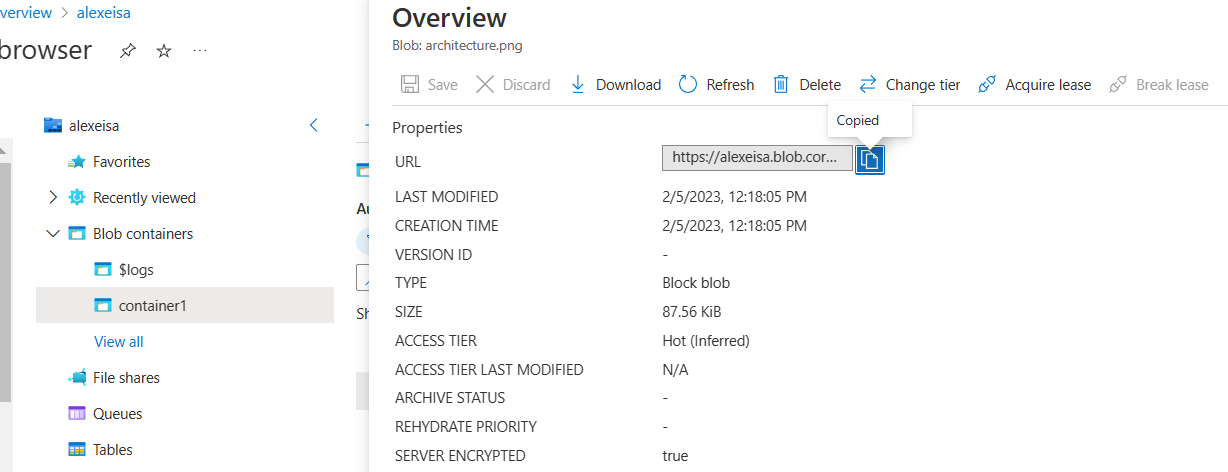 verview > alexeisa
browser ...
alexeisa
Favorites
Recently viewed
Blob containers
$logs
container1
View all
File shares
Queues
Tables
Au
Sh
Overview
Blob: architecture.png
Save Discard Download Refresh Delete Change tier Acquire lease Break lease
Copied
Properties
URL https://alexeisa.blob.cor...
LAST MODIFIED 2/5/2023, 12:18:05 PM
CREATION TIME 2/5/2023, 12:18:05 PM
VERSION ID -
TYPE Block blob
SIZE 87.56 KiB
ACCESS TIER Hot (Inferred)
ACCESS TIER LAST MODIFIED N/A
ARCHIVE STATUS -
REHYDRATE PRIORITY -
SERVER ENCRYPTED true